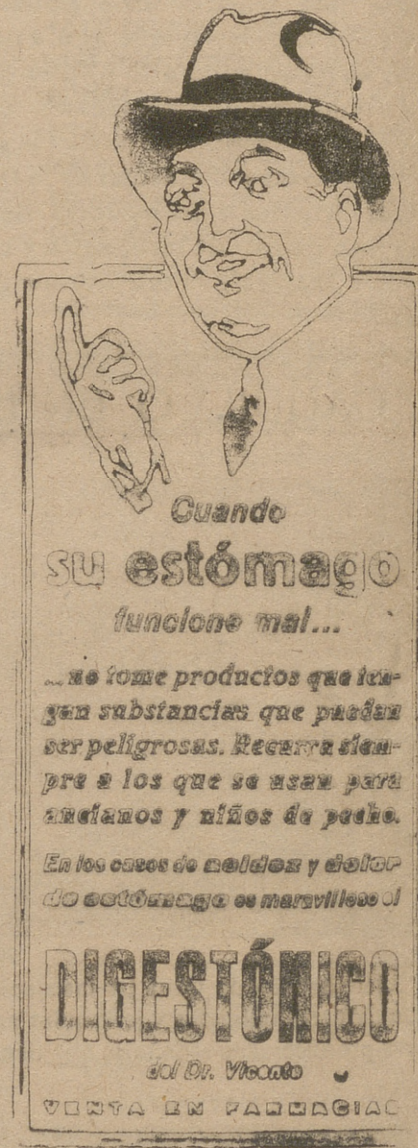 Cuando
su estómago
funcione mal...
... no tome productos que ten-
gan substancias que puedan
ser peligrosas. Recurra siem-
pre a los que se usan para
ancianos y niños de pecho.
En los casos de acidez y dolor
de estómago es maravilloso el
DIGESTÓNICO
del Dr. Vicente
VENTA EN FARMACIAS